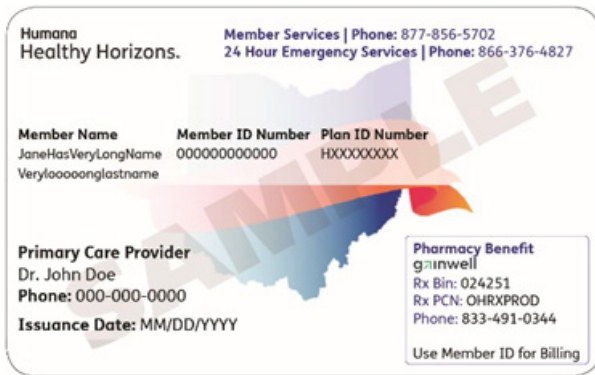 Humana
Healthy Horizons.
Member Services | Phone: 877-856-5702
24 Hour Emergency Services | Phone: 866-376-4827
Member Name Member ID Number Plan ID Number
JaneHasVeryLongName 000000000000 HXXXXXXXX
Verylooooonglastname
SAMPLE
Primary Care Provider
Dr. John Doe
Phone: 000-000-0000
Issuance Date: MM/DD/YYYY
Pharmacy Benefit
gainwell
Rx Bin: 024251
Rx PCN: OHRXPROD
Phone: 833-491-0344
Use Member ID for Billing